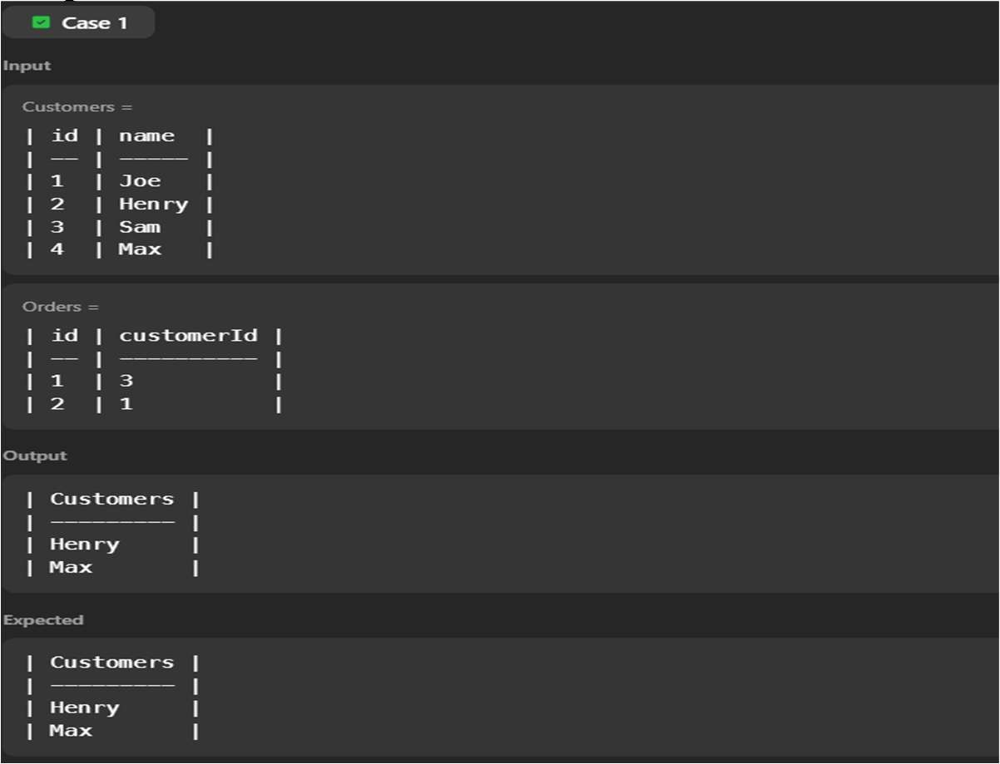 Case 1
Input
Customers =
| id | name  |
| -- | ----- |
| 1  | Joe   |
| 2  | Henry |
| 3  | Sam   |
| 4  | Max   |
Orders =
| id | customerId |
| -- | ---------- |
| 1  | 3          |
| 2  | 1          |
Output
| Customers |
| --------- |
| Henry     |
| Max       |
Expected
| Customers |
| --------- |
| Henry     |
| Max       |